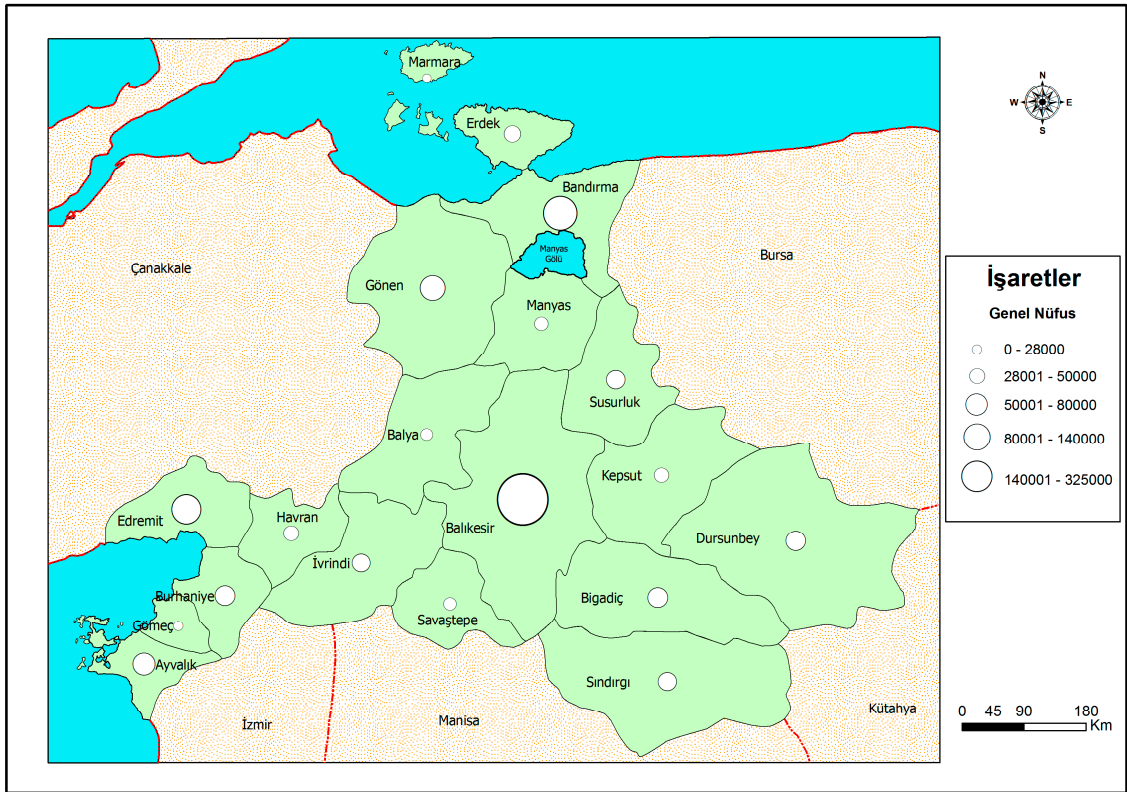 Marmara
Erdek
Bandırma
Manyas
Gölü
Çanakkale
Bursa
Gönen
Manyas
Susurluk
Balya
Kepsut
Edremit
Havran
Balıkesir
Dursunbey
İvrindi
Burhaniye
Bigadiç
Gömeç
Savaştepe
Ayvalık
Sındırgı
İzmir
Manisa
Kütahya
N
W E
S
İşaretler
Genel Nüfus
0 - 28000
28001 - 50000
50001 - 80000
80001 - 140000
140001 - 325000
0 45 90 180
Km